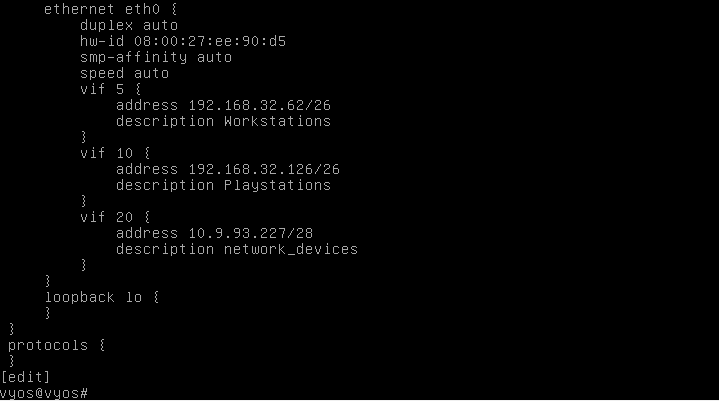 ethernet eth0 {
duplex auto
hw-id 08:00:27:ee:90:d5
smp-affinity auto
speed auto
vif 5 {
address 192.168.32.62/26
description Workstations
}
vif 10 {
address 192.168.32.126/26
description Playstations
}
vif 20 {
address 10.9.93.227/28
description network_devices
}
}
loopback lo {
}
}
protocols {
}
[edit]
vyos@vyos#